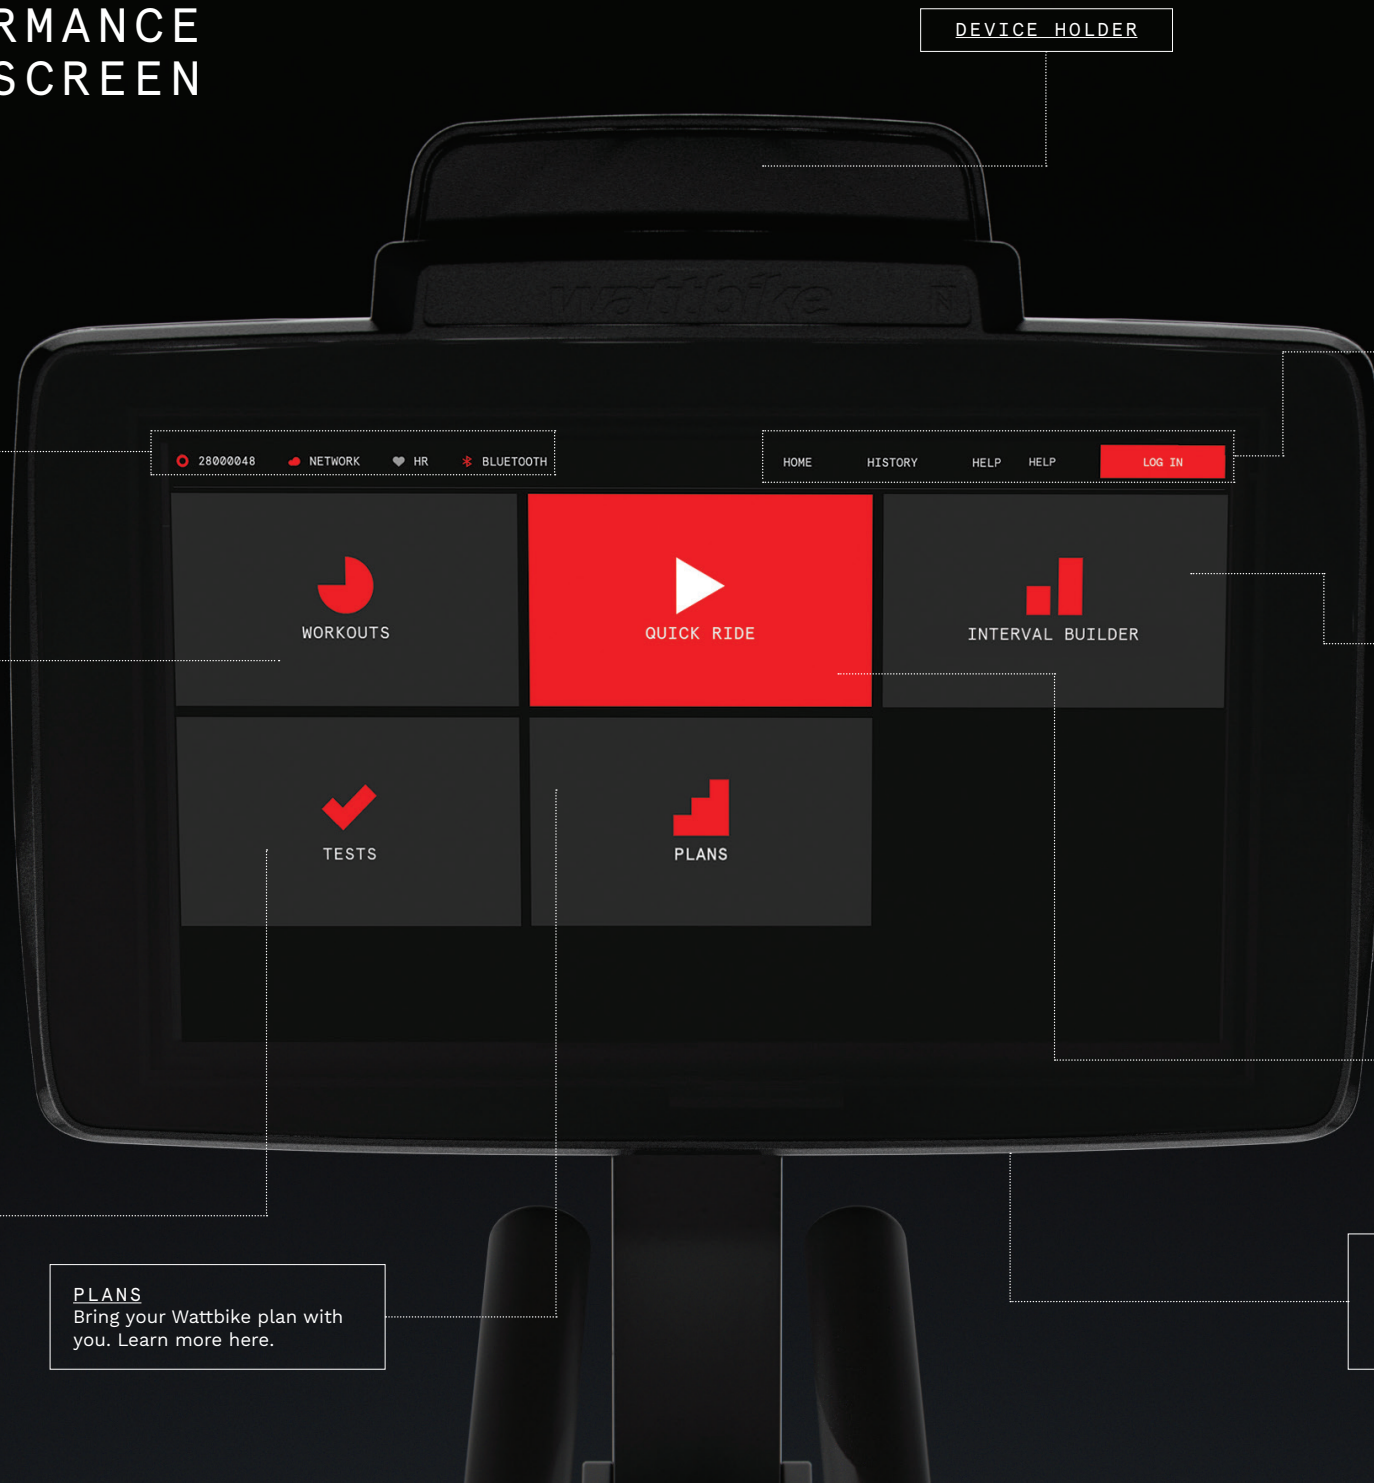 RMANCE
SCREEN
DEVICE HOLDER
wattbike
28000048 NETWORK HR BLUETOOTH
HOME HISTORY HELP HELP LOG IN
WORKOUTS
QUICK RIDE
INTERVAL BUILDER
TESTS
PLANS
PLANS
Bring your Wattbike plan with
you. Learn more here.